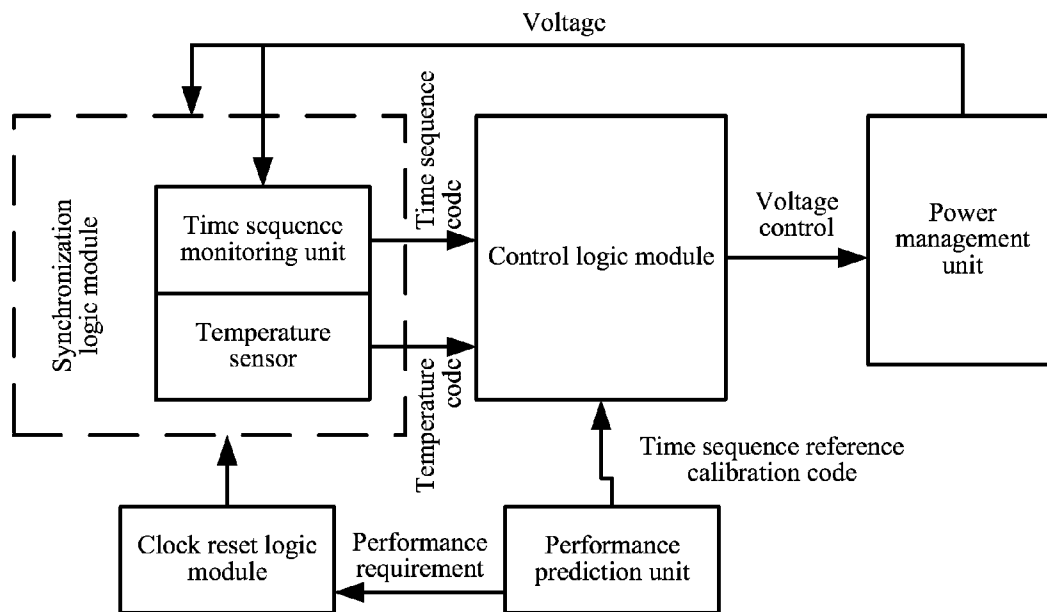 Voltage
Synchronization
logic module
Time sequence
monitoring unit
Temperature
sensor
Time sequence
code
Temperature
code
Control logic module
Voltage
control
Power
management
unit
Time sequence reference
calibration code
Clock reset logic
module
Performance
requirement
Performance
prediction unit